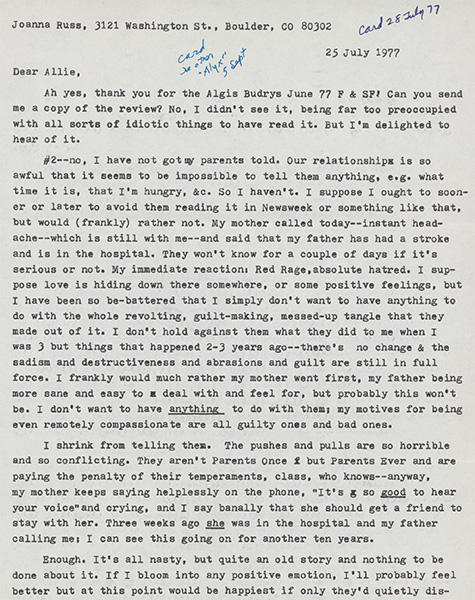 Joanna Russ, 3121 Washington St., Boulder, CO 80302
card 28 July 77
card
"Alyx"
5 Sept
25 July 1977
Dear Allie,
Ah yes, thank you for the Algis Budrys June 77 F & SF! Can you send
me a copy of the review? No, I didn't see it, being far too preoccupied
with all sorts of idiotic things to have read it. But I'm delighted to
hear of it.
#2--no, I have not got my parents told. Our relationships is so
awful that it seems to be impossible to tell them anything, e.g. what
time it is, that I'm hungry, &c. So I haven't. I suppose I ought to soon-
er or later to avoid them reading it in Newsweek or something like that,
but would (frankly) rather not. My mother called today--instant head-
ache--which is still with me--and said that my father has had a stroke
and is in the hospital. They won't know for a couple of days if it's
serious or not. My immediate reaction: Red Rage,absolute hatred. I sup-
pose love is hiding down there somewhere, or some positive feelings, but
I have been so be-battered that I simply don't want to have anything to
do with the whole revolting, guilt-making, messed-up tangle that they
made out of it. I don't hold against them what they did to me when I
was 3 but things that happened 2-3 years ago--there's no change & the
sadism and destructiveness and abrasions and guilt are still in full
force. I frankly would much rather my mother went first, my father being
more sane and easy to deal with and feel for, but probably this won't
be. I don't want to have anything to do with them; my motives for being
even remotely compassionate are all guilty ones and bad ones.
I shrink from telling them. The pushes and pulls are so horrible
and so conflicting. They aren't Parents Once but Parents Ever and are
paying the penalty of their temperaments, class, who knows--anyway,
my mother keeps saying helplessly on the phone, "It's so good to hear
your voice"and crying, and I say banally that she should get a friend to
stay with her. Three weeks ago she was in the hospital and my father
calling me; I can see this going on for another ten years.
Enough. It's all nasty, but quite an old story and nothing to be
done about it. If I bloom into any positive emotion, I'll probably feel
better but at this point would be happiest if only they'd quietly dis-